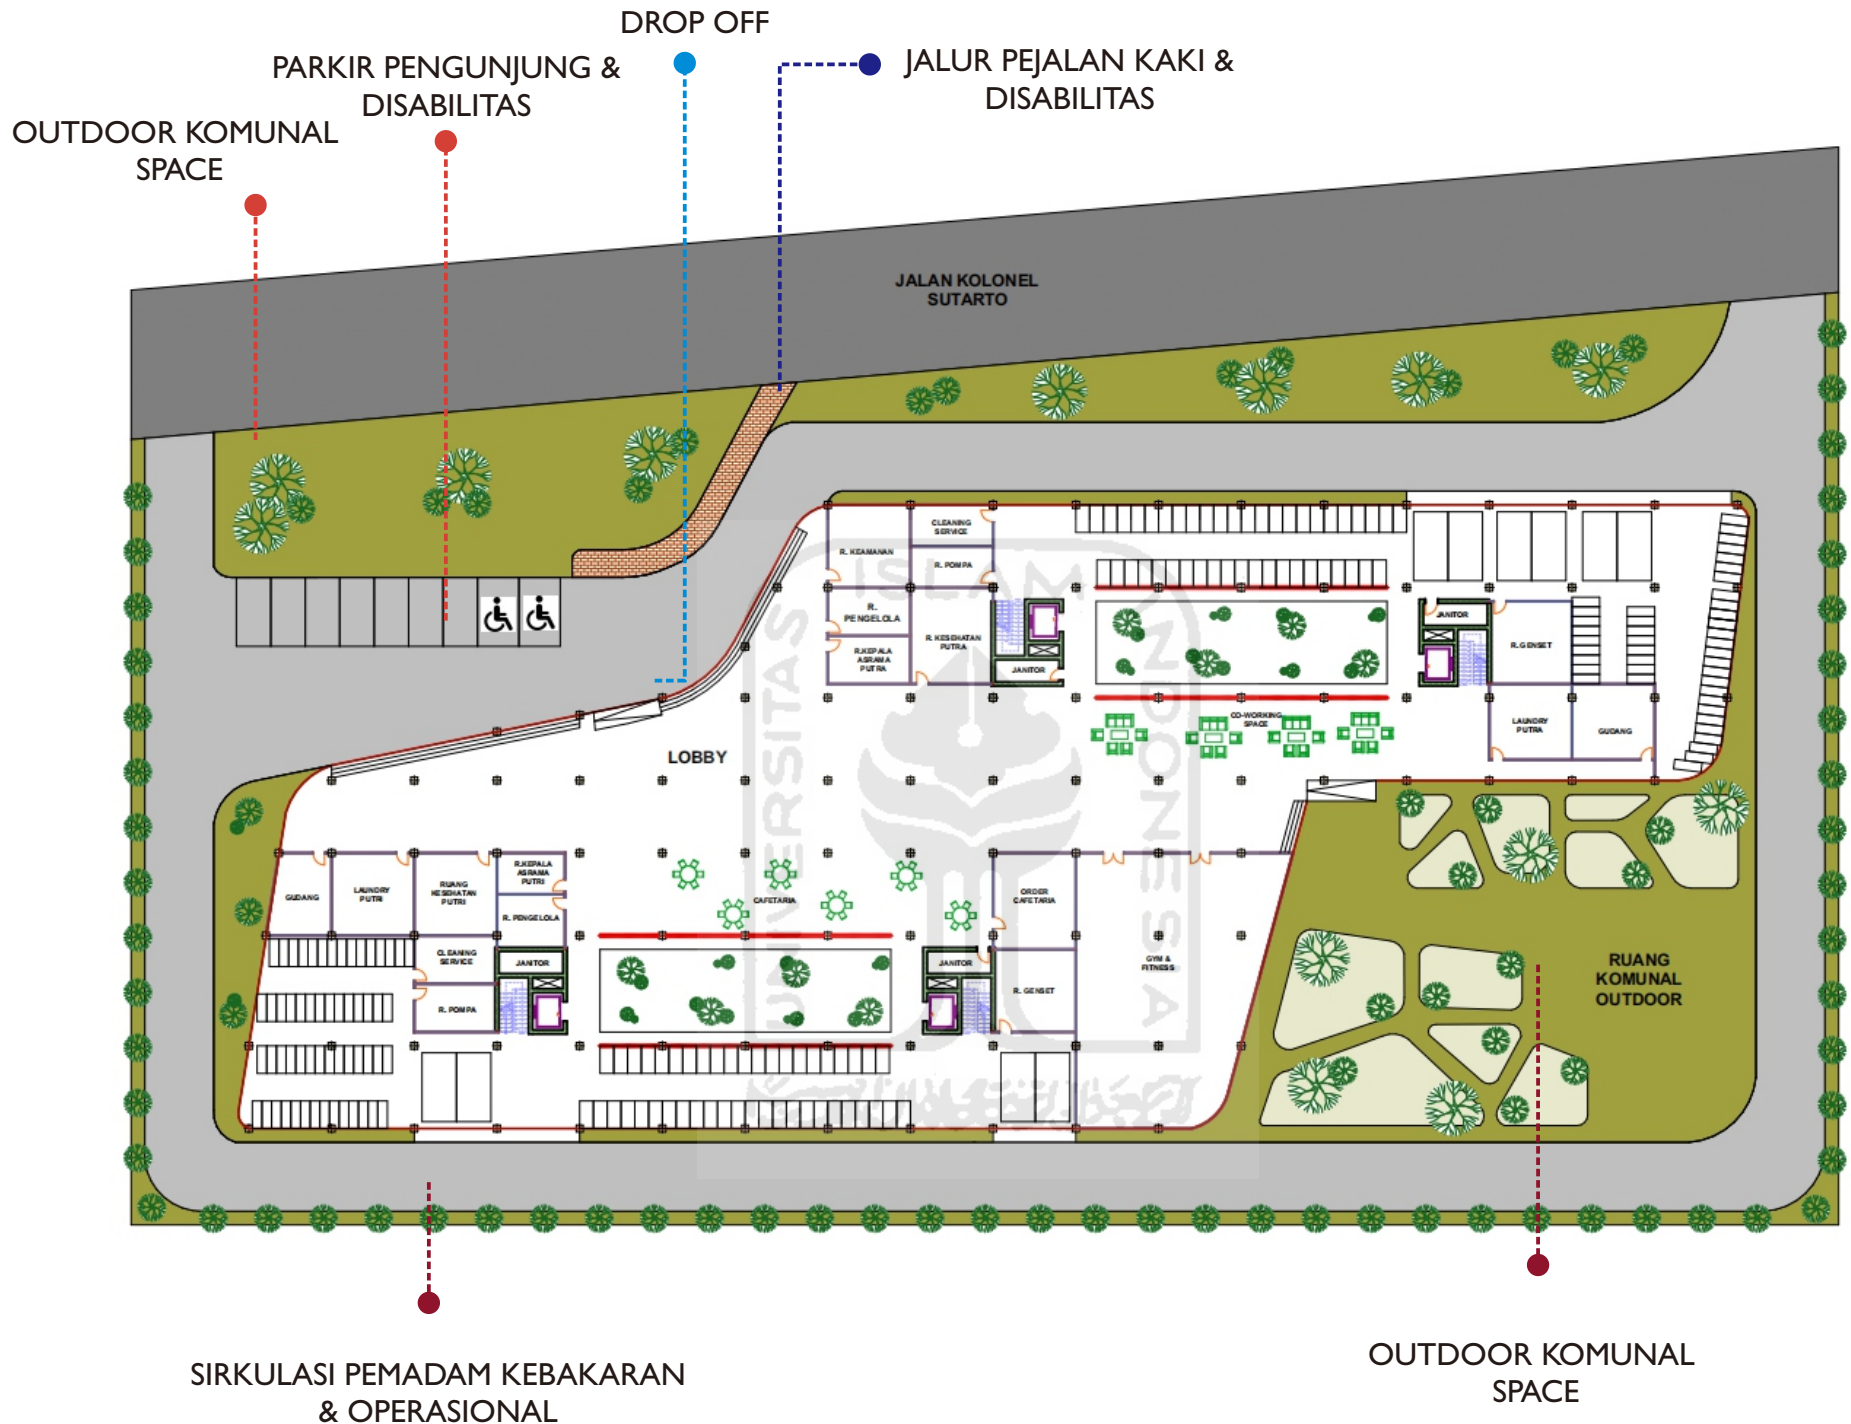 DROP OFF
PARKIR PENGUNJUNG &
DISABILITAS
JALUR PEJALAN KAKI &
DISABILITAS
OUTDOOR KOMUNAL
SPACE
JALAN KOLONEL
SUTARTO
CLEANING
SERVICE
R. KEAMANAN
R. POMPA
R.
PENGELOLA
R. KESEHATAN
PUTRA
R.KEPALA
ASRAMA
PUTRA
JANITOR
JANITOR
R. GENSET
CO-WORKING
SPACE
LAUNDRY
PUTRA
GUDANG
LOBBY
UNIVERSITAS
ISLAM
INDONESIA
GUDANG
LAUNDRY
PUTRI
RUANG
KESEHATAN
PUTRI
R.KEPALA
ASRAMA
PUTRI
R. PENGELOLA
CAFETARIA
ORDER
CAFETARIA
CLEANING
SERVICE
JANITOR
JANITOR
R. POMPA
R. GENSET
GYM &
FITNESS
RUANG
KOMUNAL
OUTDOOR
SIRKULASI PEMADAM KEBAKARAN
& OPERASIONAL
OUTDOOR KOMUNAL
SPACE